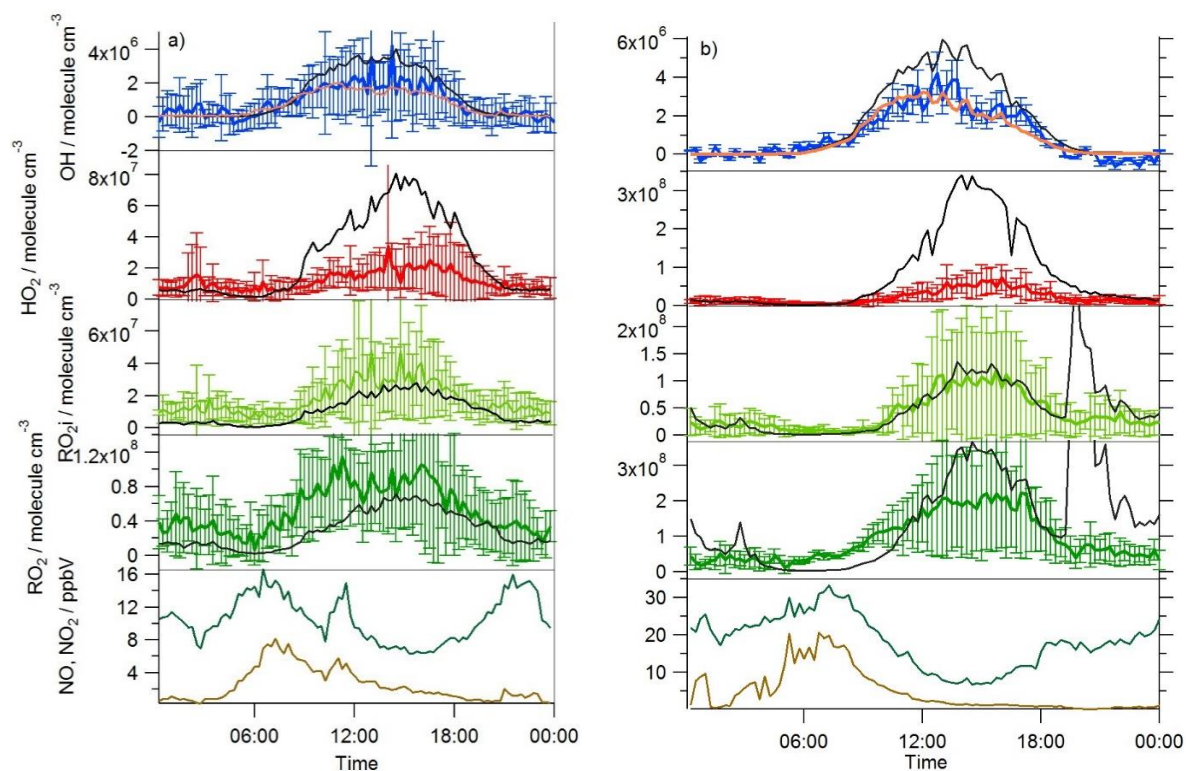 a)
OH / molecule cm⁻³
4x10⁶
2
0
-2
HO₂ / molecule cm⁻³
8x10⁷
6
4
2
0
RO₂i / molecule cm⁻³
6x10⁷
4
2
0
RO₂ / molecule cm⁻³
1.2x10⁸
0.8
0.4
0
NO, NO₂ / ppbV
16
12
8
4
06:00 12:00 18:00 00:00
Time
b)
6x10⁶
4
2
0
3x10⁸
2
1
0
2x10⁸
1.5
1
0.5
0
3x10⁸
2
1
0
30
20
10
06:00 12:00 18:00 00:00
Time